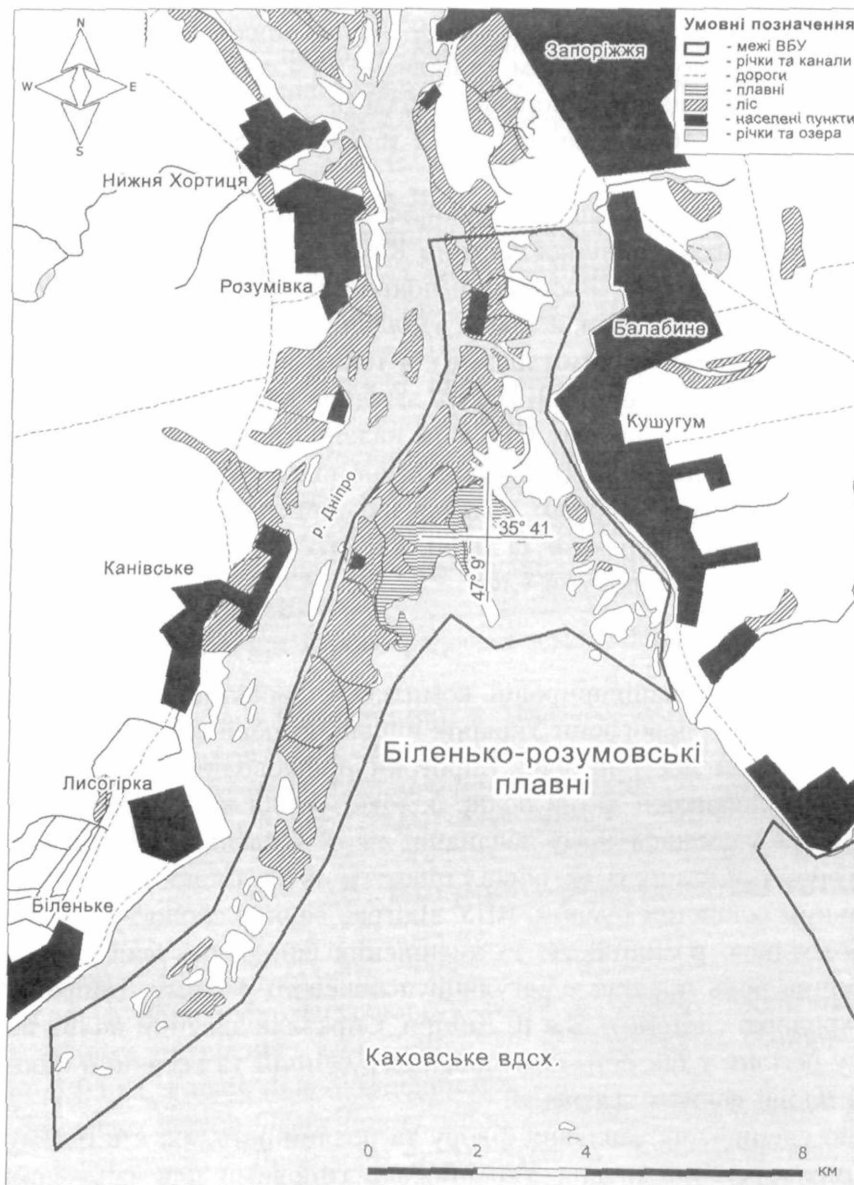 Умовні позначення
- межі ВБУ
- річки та канали
- дороги
- плавні
- ліс
- населені пункти
- річки та озера
N
W E
S
Запоріжжя
Нижня Хортиця
Розумівка
Балабине
Кушугум
р. Дніпро
35° 41
47° 9'
Канівське
Біленько-розумовські
плавні
Лисогірка
Біленьке
Каховське вдсх.
0 2 4 8
км